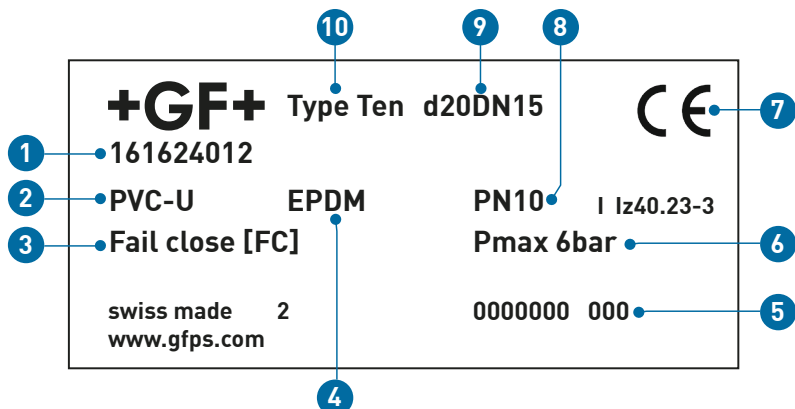 10 9 8
+GF+ Type Ten d20DN15 CE 7
1 161624012
2 PVC-U EPDM PN10 I Iz40.23-3
3 Fail close [FC] Pmax 6bar 6
swiss made 2 0000000 000 5
www.gfps.com
4